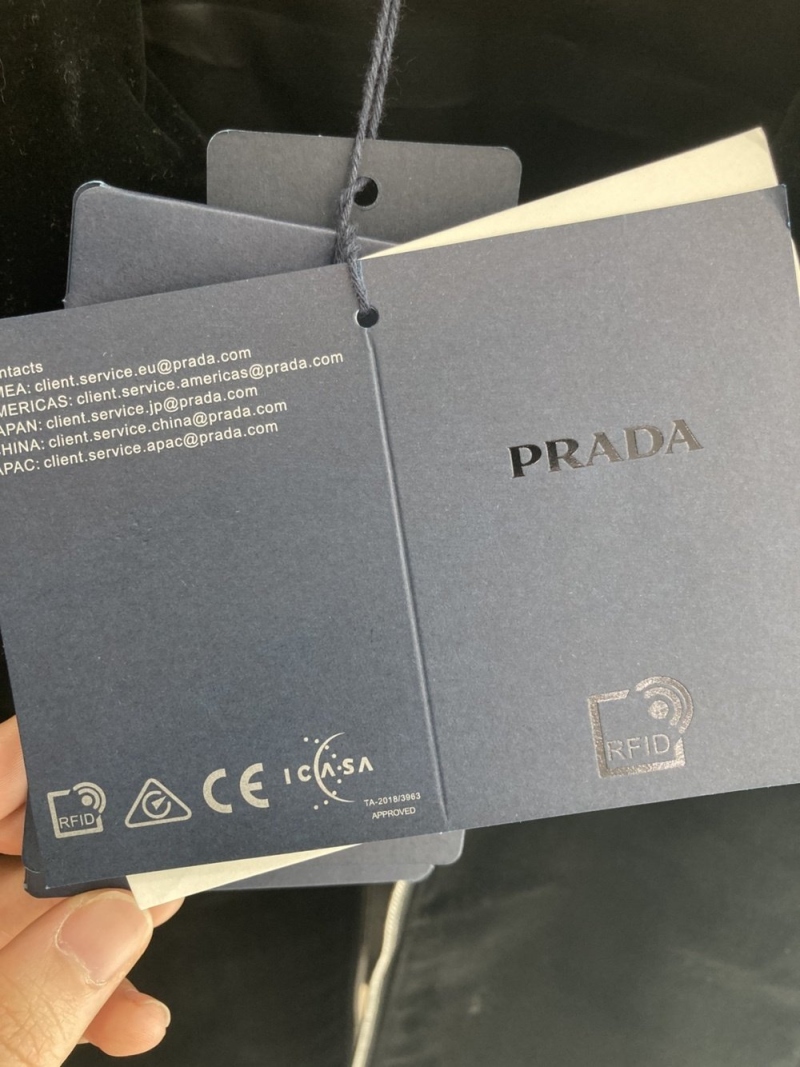 ntacts
MEA: client.service.eu@prada.com
MERICAS: client.service.americas@prada.com
APAN: client.service.jp@prada.com
CHINA: client.service.china@prada.com
APAC: client.service.apac@prada.com
PRADA
RFID
RFID
CE
ICASA
TA-2018/3963
APPROVED